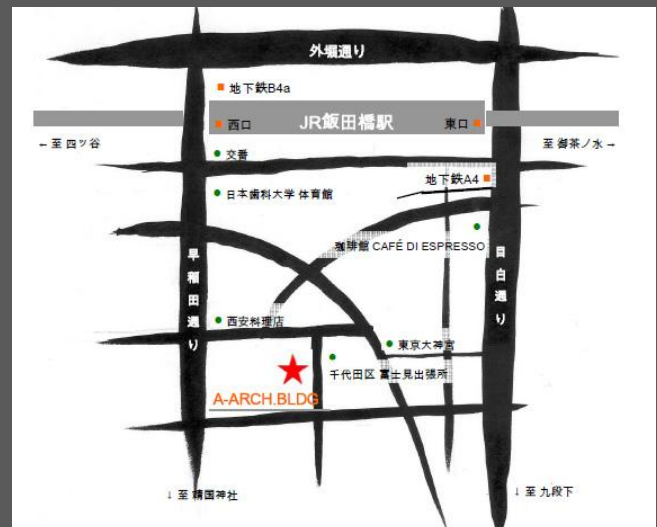 外堀通り
地下鉄B4a
西口
JR飯田橋駅
東口
← 至 四ツ谷
至 御茶ノ水 →
交番
地下鉄A4
日本歯科大学 体育館
珈琲館 CAFÉ DI ESPRESSO
早稲田通り
目白通り
西安料理店
東京大神宮
千代田区 富士見出張所
A-ARCH.BLDG
↓ 至 靖国神社
↓ 至 九段下